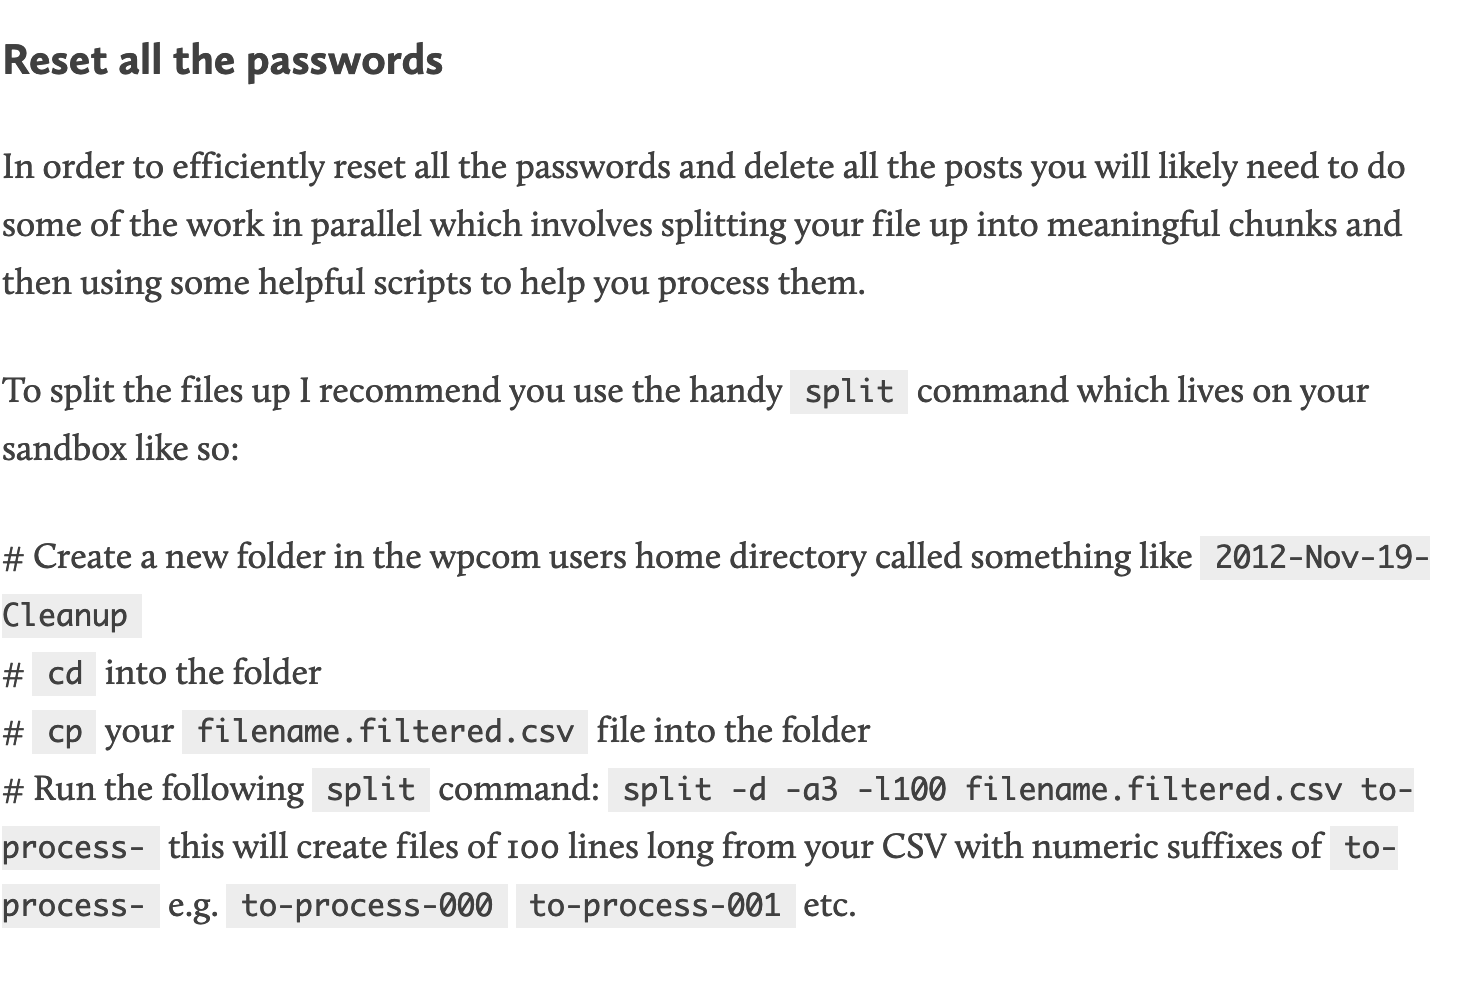 Reset all the passwords
In order to efficiently reset all the passwords and delete all the posts you will likely need to do
some of the work in parallel which involves splitting your file up into meaningful chunks and
then using some helpful scripts to help you process them.
To split the files up I recommend you use the handy split command which lives on your
sandbox like so:
# Create a new folder in the wpcom users home directory called something like 2012-Nov-19-
Cleanup
# cd into the folder
# cp your filename.filtered.csv file into the folder
# Run the following split command: split -d -a3 -l100 filename.filtered.csv to-
process- this will create files of 100 lines long from your CSV with numeric suffixes of to-
process- e.g. to-process-000 to-process-001 etc.